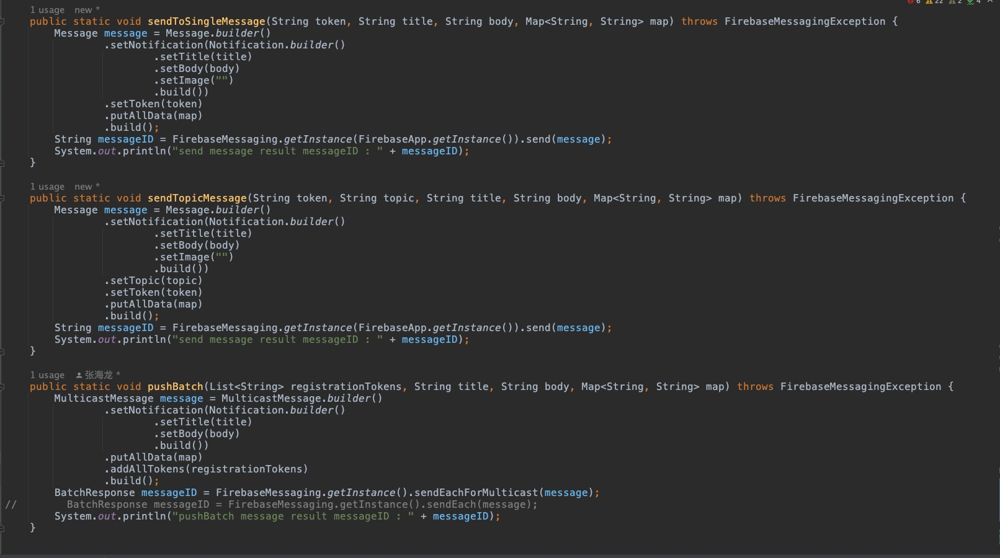 6 22 2 4
1 usage new *
public static void sendToSingleMessage(String token, String title, String body, Map<String, String> map) throws FirebaseMessagingException {
Message message = Message.builder()
.setNotification(Notification.builder()
.setTitle(title)
.setBody(body)
.setImage("")
.build())
.setToken(token)
.putAllData(map)
.build();
String messageID = FirebaseMessaging.getInstance(FirebaseApp.getInstance()).send(message);
System.out.println("send message result messageID : " + messageID);
}
1 usage new *
public static void sendTopicMessage(String token, String topic, String title, String body, Map<String, String> map) throws FirebaseMessagingException {
Message message = Message.builder()
.setNotification(Notification.builder()
.setTitle(title)
.setBody(body)
.setImage("")
.build())
.setTopic(topic)
.setToken(token)
.putAllData(map)
.build();
String messageID = FirebaseMessaging.getInstance(FirebaseApp.getInstance()).send(message);
System.out.println("send message result messageID : " + messageID);
}
1 usage 张海龙 *
public static void pushBatch(List<String> registrationTokens, String title, String body, Map<String, String> map) throws FirebaseMessagingException {
MulticastMessage message = MulticastMessage.builder()
.setNotification(Notification.builder()
.setTitle(title)
.setBody(body)
.build())
.putAllData(map)
.addAllTokens(registrationTokens)
.build();
BatchResponse messageID = FirebaseMessaging.getInstance().sendEachForMulticast(message);
// BatchResponse messageID = FirebaseMessaging.getInstance().sendEach(message);
System.out.println("pushBatch message result messageID : " + messageID);
}